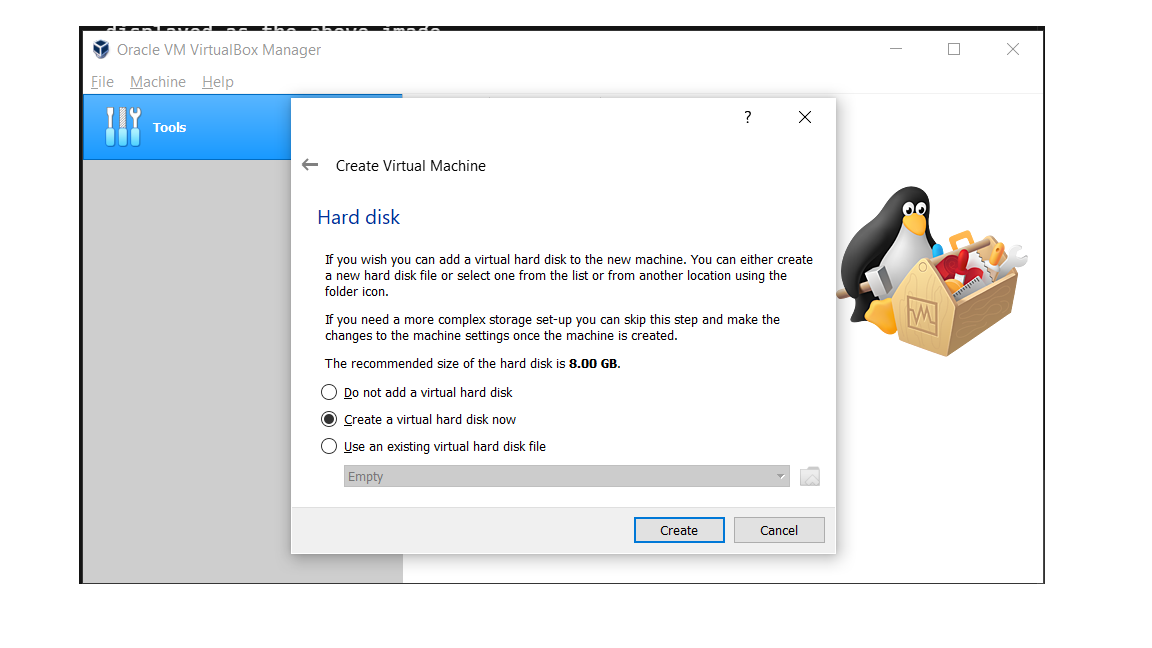 displayed as the above image
Oracle VM VirtualBox Manager
File Machine Help
Tools
?
Create Virtual Machine
Hard disk
If you wish you can add a virtual hard disk to the new machine. You can either create
a new hard disk file or select one from the list or from another location using the
folder icon.
If you need a more complex storage set-up you can skip this step and make the
changes to the machine settings once the machine is created.
The recommended size of the hard disk is 8.00 GB.
Do not add a virtual hard disk
Create a virtual hard disk now
Use an existing virtual hard disk file
Empty
Create Cancel